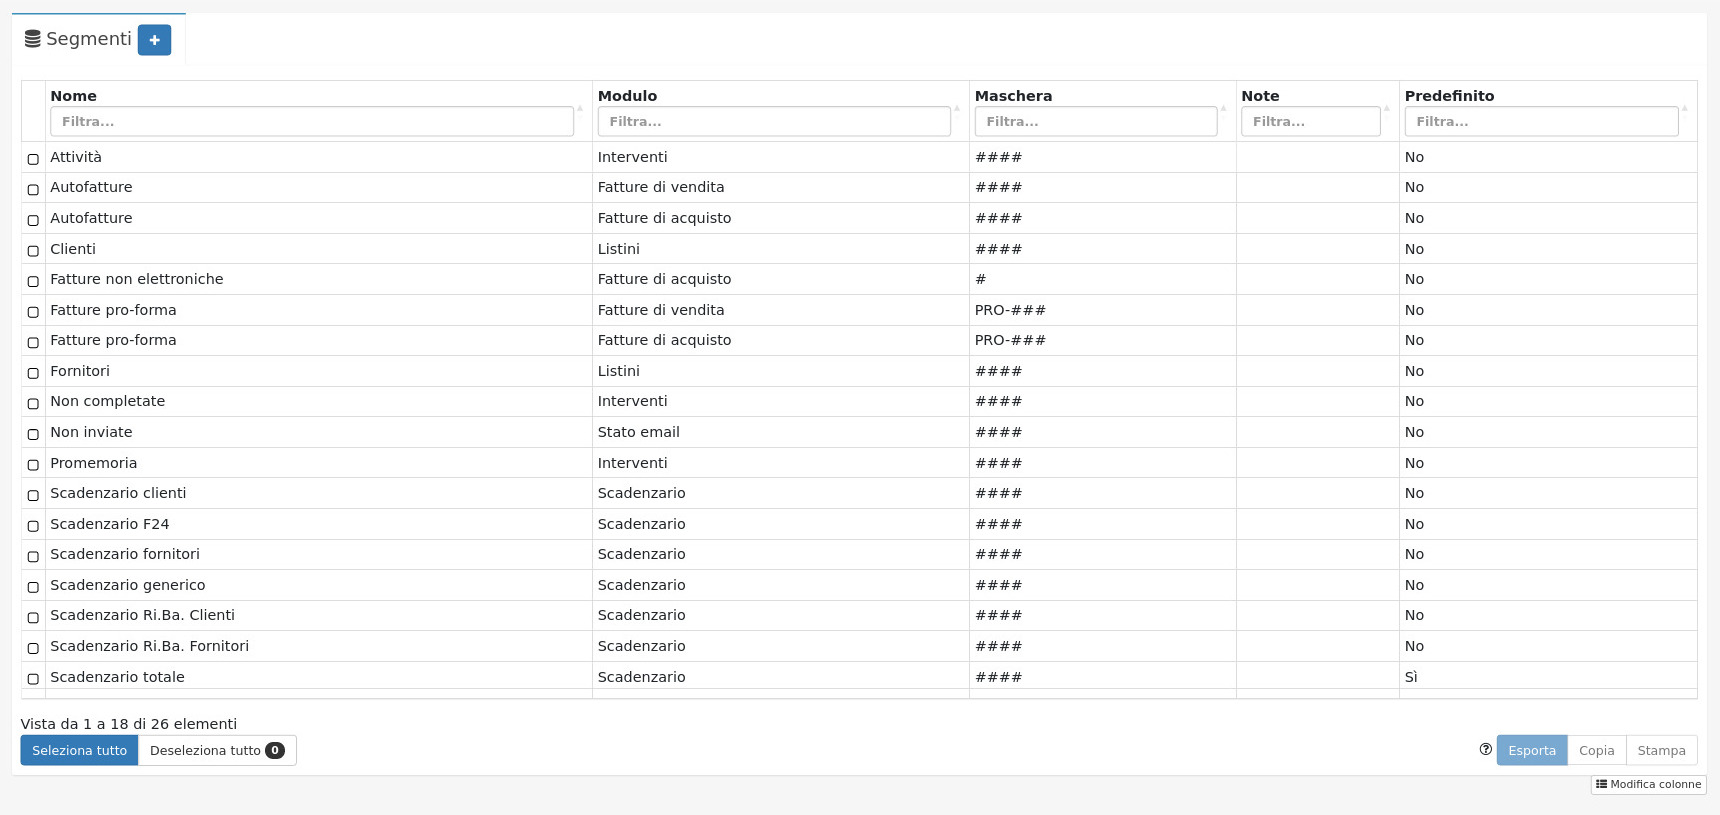 Segmenti +
Nome Modulo Maschera Note Predefinito
Filtra... Filtra... Filtra... Filtra... Filtra...
Attività Interventi #### No
Autofatture Fatture di vendita #### No
Autofatture Fatture di acquisto #### No
Clienti Listini #### No
Fatture non elettroniche Fatture di acquisto # No
Fatture pro-forma Fatture di vendita PRO-### No
Fatture pro-forma Fatture di acquisto PRO-### No
Fornitori Listini #### No
Non completate Interventi #### No
Non inviate Stato email #### No
Promemoria Interventi #### No
Scadenzario clienti Scadenzario #### No
Scadenzario F24 Scadenzario #### No
Scadenzario fornitori Scadenzario #### No
Scadenzario generico Scadenzario #### No
Scadenzario Ri.Ba. Clienti Scadenzario #### No
Scadenzario Ri.Ba. Fornitori Scadenzario #### No
Scadenzario totale Scadenzario #### Sì
Vista da 1 a 18 di 26 elementi
Seleziona tutto Deseleziona tutto 0 Esporta Copia Stampa
Modifica colonne